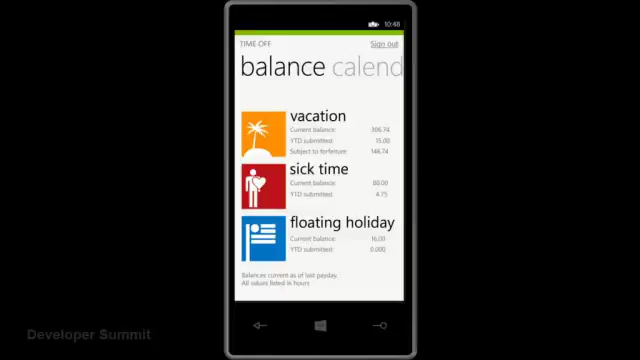 10:48
TIME OFF Sign out
balance calend
vacation
Current balance: 396.74
YTD submitted: 15.00
Subject to forfeiture: 146.74
sick time
Current balance: 80.00
YTD submitted: 4.75
floating holiday
Current balance: 16.00
YTD submitted: 0.000
Balances current as of last payday.
All values listed in hours
Developer Summit